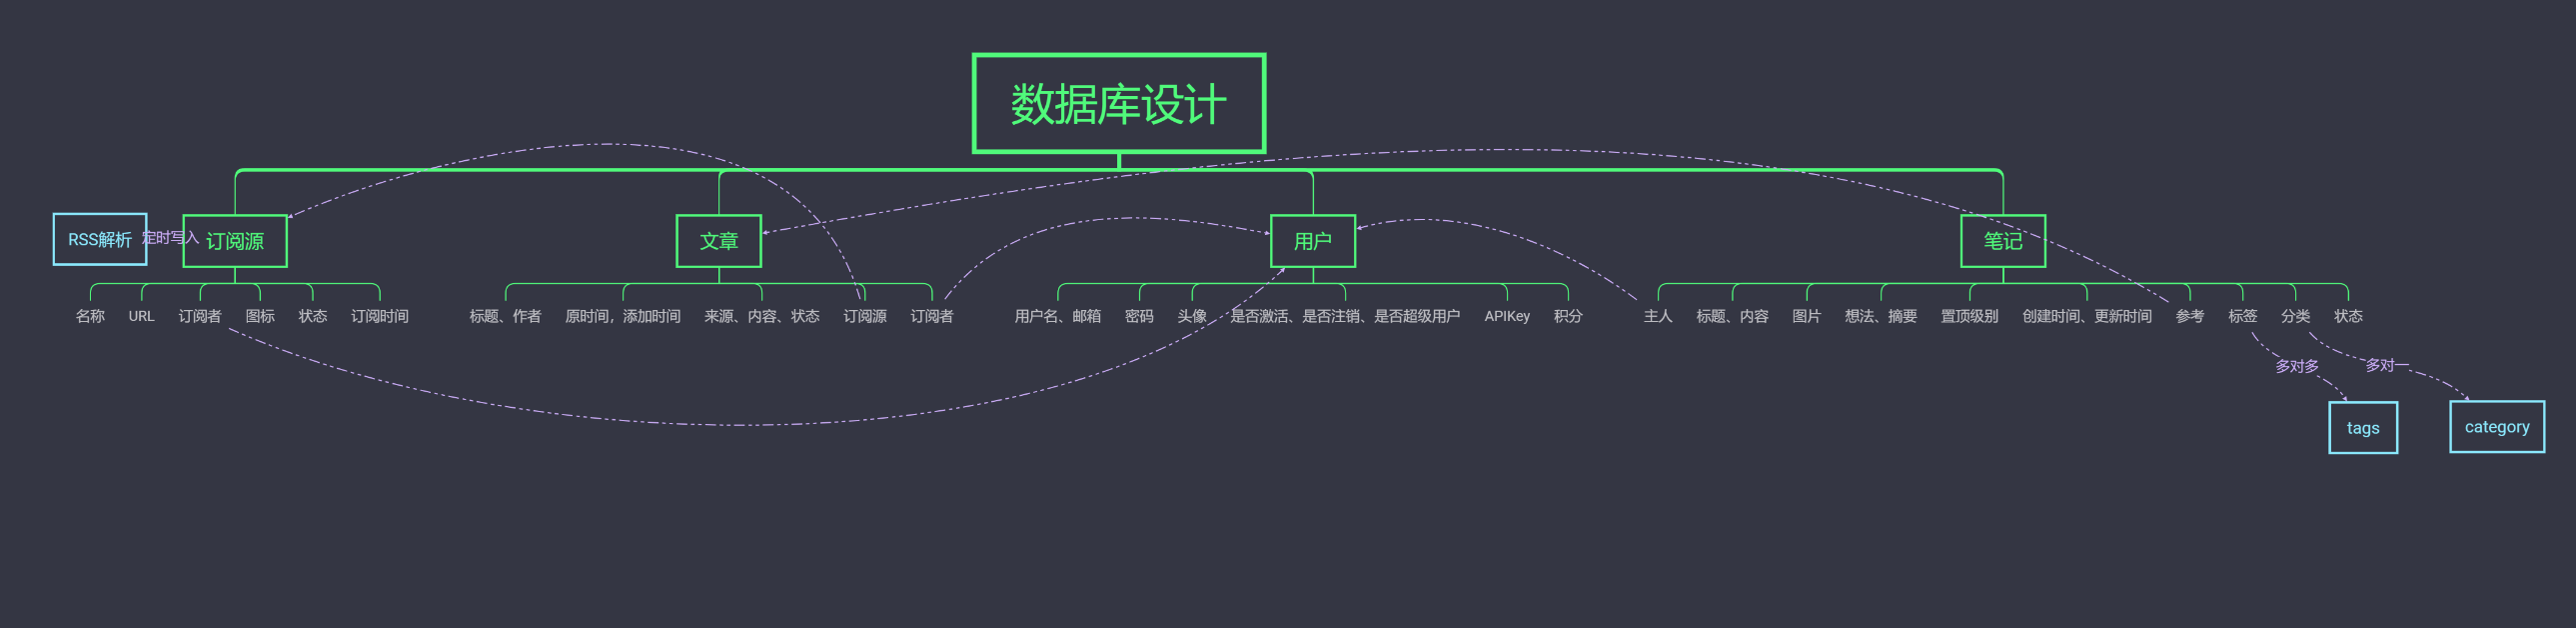 数据库设计
RSS解析
定时写入
订阅源
文章
用户
笔记
名称
URL
订阅者
图标
状态
订阅时间
标题、作者
原时间，添加时间
来源、内容、状态
订阅源
订阅者
用户名、邮箱
密码
头像
是否激活、是否注销、是否超级用户
APIKey
积分
主人
标题、内容
图片
想法、摘要
置顶级别
创建时间、更新时间
参考
标签
分类
状态
多对多
多对一
tags
category